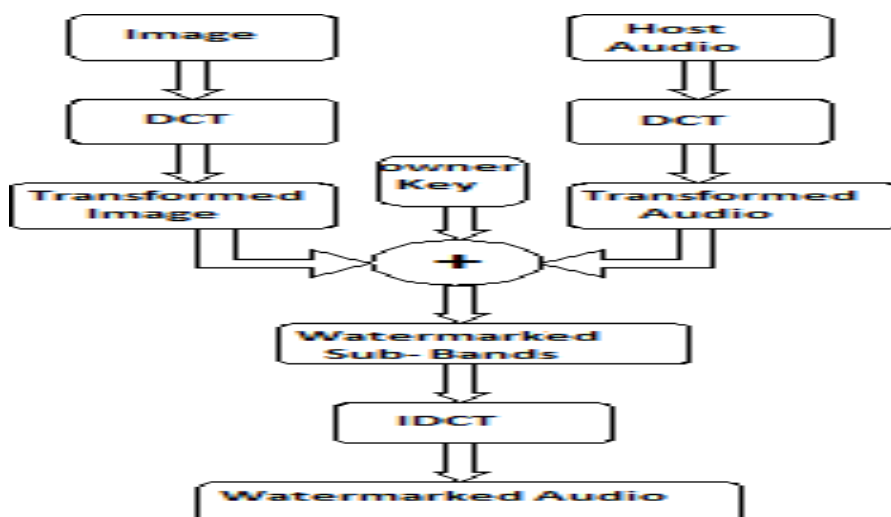 Image
Host
Audio
DCT
DCT
owner
Key
Transformed
Image
Transformed
Audio
+
Watermarked
Sub- Bands
IDCT
Watermarked Audio